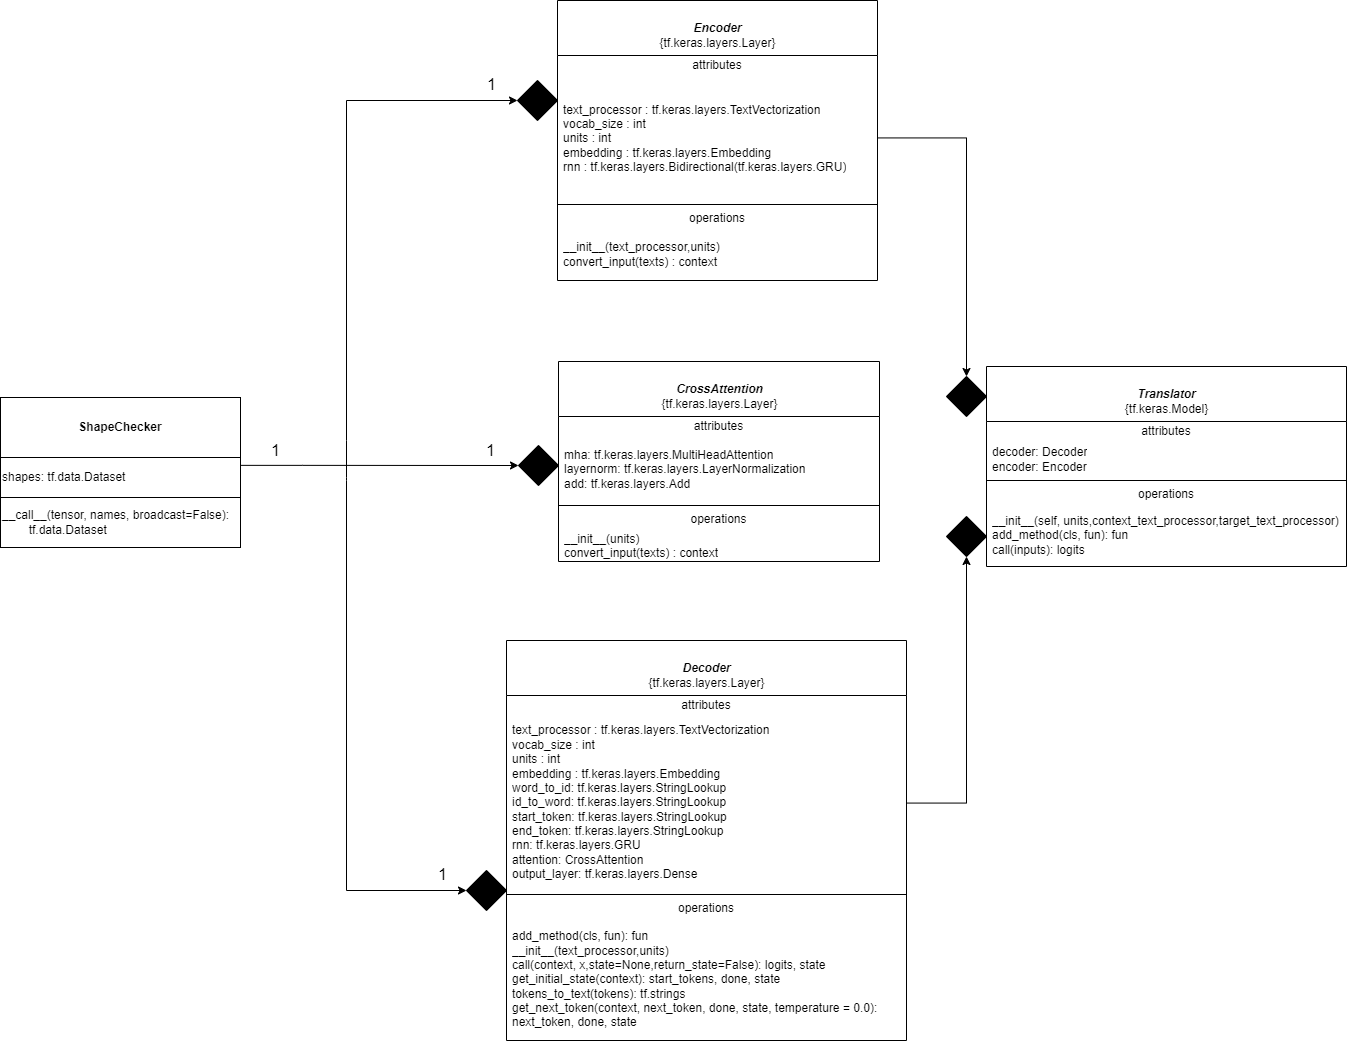 Encoder
{tf.keras.layers.Layer}
attributes
text_processor : tf.keras.layers.TextVectorization
vocab_size : int
units : int
embedding : tf.keras.layers.Embedding
rnn : tf.keras.layers.Bidirectional(tf.keras.layers.GRU)
operations
__init__(text_processor,units)
convert_input(texts) : context
1
CrossAttention
{tf.keras.layers.Layer}
attributes
mha: tf.keras.layers.MultiHeadAttention
layernorm: tf.keras.layers.LayerNormalization
add: tf.keras.layers.Add
operations
__init__(units)
convert_input(texts) : context
Translator
{tf.keras.Model}
attributes
decoder: Decoder
encoder: Encoder
operations
__init__(self, units,context_text_processor,target_text_processor)
add_method(cls, fun): fun
call(inputs): logits
ShapeChecker
shapes: tf.data.Dataset
__call__(tensor, names, broadcast=False):
tf.data.Dataset
1
1
Decoder
{tf.keras.layers.Layer}
attributes
text_processor : tf.keras.layers.TextVectorization
vocab_size : int
units : int
embedding : tf.keras.layers.Embedding
word_to_id: tf.keras.layers.StringLookup
id_to_word: tf.keras.layers.StringLookup
start_token: tf.keras.layers.StringLookup
end_token: tf.keras.layers.StringLookup
rnn: tf.keras.layers.GRU
attention: CrossAttention
output_layer: tf.keras.layers.Dense
operations
add_method(cls, fun): fun
__init__(text_processor,units)
call(context, x,state=None,return_state=False): logits, state
get_initial_state(context): start_tokens, done, state
tokens_to_text(tokens): tf.strings
get_next_token(context, next_token, done, state, temperature = 0.0):
next_token, done, state
1